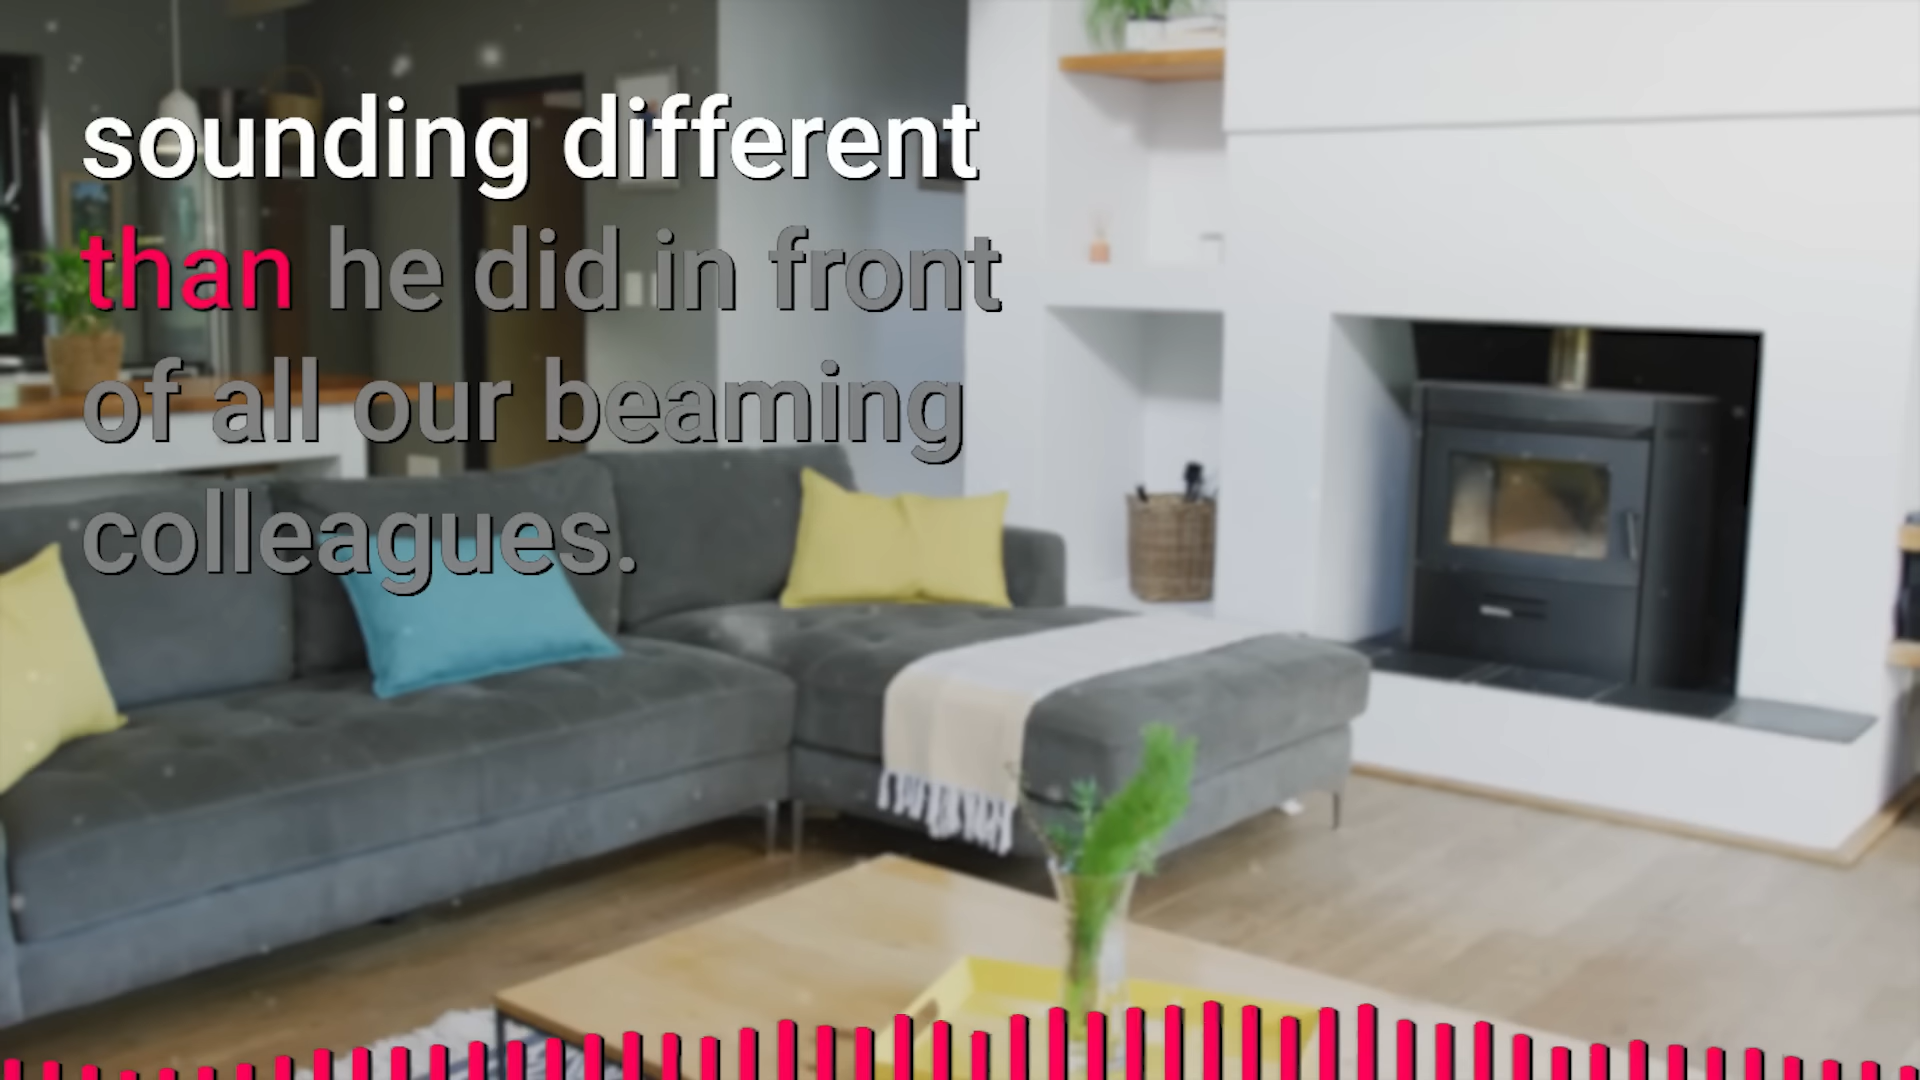 sounding different
than he did in front
of all our beaming
colleagues.